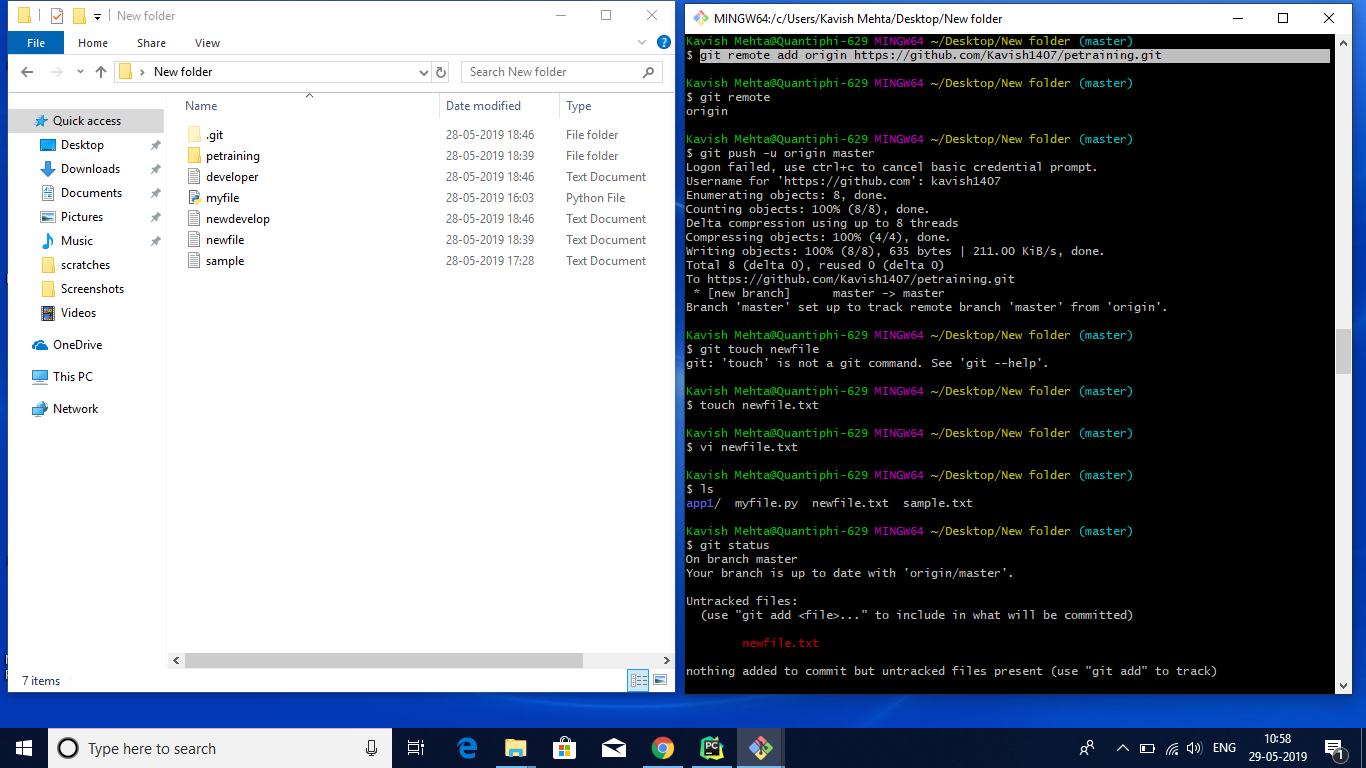 New folder
File Home Share View
New folder
Search New folder
Name Date modified Type
Quick access
Desktop
Downloads
Documents
Pictures
Music
scratches
Screenshots
Videos
OneDrive
This PC
Network
.git 28-05-2019 18:46 File folder
petraining 28-05-2019 18:39 File folder
developer 28-05-2019 18:46 Text Document
myfile 28-05-2019 16:03 Python File
newdevelop 28-05-2019 18:46 Text Document
newfile 28-05-2019 18:39 Text Document
sample 28-05-2019 17:28 Text Document
7 items
MINGW64:/c/Users/Kavish Mehta/Desktop/New folder
Kavish Mehta@Quantiphi-629 MINGW64 ~/Desktop/New folder (master)
$ git remote add origin https://github.com/Kavish1407/petraining.git
Kavish Mehta@Quantiphi-629 MINGW64 ~/Desktop/New folder (master)
$ git remote
origin
Kavish Mehta@Quantiphi-629 MINGW64 ~/Desktop/New folder (master)
$ git push -u origin master
Logon failed, use ctrl+c to cancel basic credential prompt.
Username for 'https://github.com': kavish1407
Enumerating objects: 8, done.
Counting objects: 100% (8/8), done.
Delta compression using up to 8 threads
Compressing objects: 100% (4/4), done.
Writing objects: 100% (8/8), 635 bytes | 211.00 KiB/s, done.
Total 8 (delta 0), reused 0 (delta 0)
To https://github.com/Kavish1407/petraining.git
* [new branch] master -> master
Branch 'master' set up to track remote branch 'master' from 'origin'.
Kavish Mehta@Quantiphi-629 MINGW64 ~/Desktop/New folder (master)
$ git touch newfile
git: 'touch' is not a git command. See 'git --help'.
Kavish Mehta@Quantiphi-629 MINGW64 ~/Desktop/New folder (master)
$ touch newfile.txt
Kavish Mehta@Quantiphi-629 MINGW64 ~/Desktop/New folder (master)
$ vi newfile.txt
Kavish Mehta@Quantiphi-629 MINGW64 ~/Desktop/New folder (master)
$ ls
app1/ myfile.py newfile.txt sample.txt
Kavish Mehta@Quantiphi-629 MINGW64 ~/Desktop/New folder (master)
$ git status
On branch master
Your branch is up to date with 'origin/master'.
Untracked files:
(use "git add <file>..." to include in what will be committed)
newfile.txt
nothing added to commit but untracked files present (use "git add" to track)
Type here to search
PC
ENG
10:58
29-05-2019
1